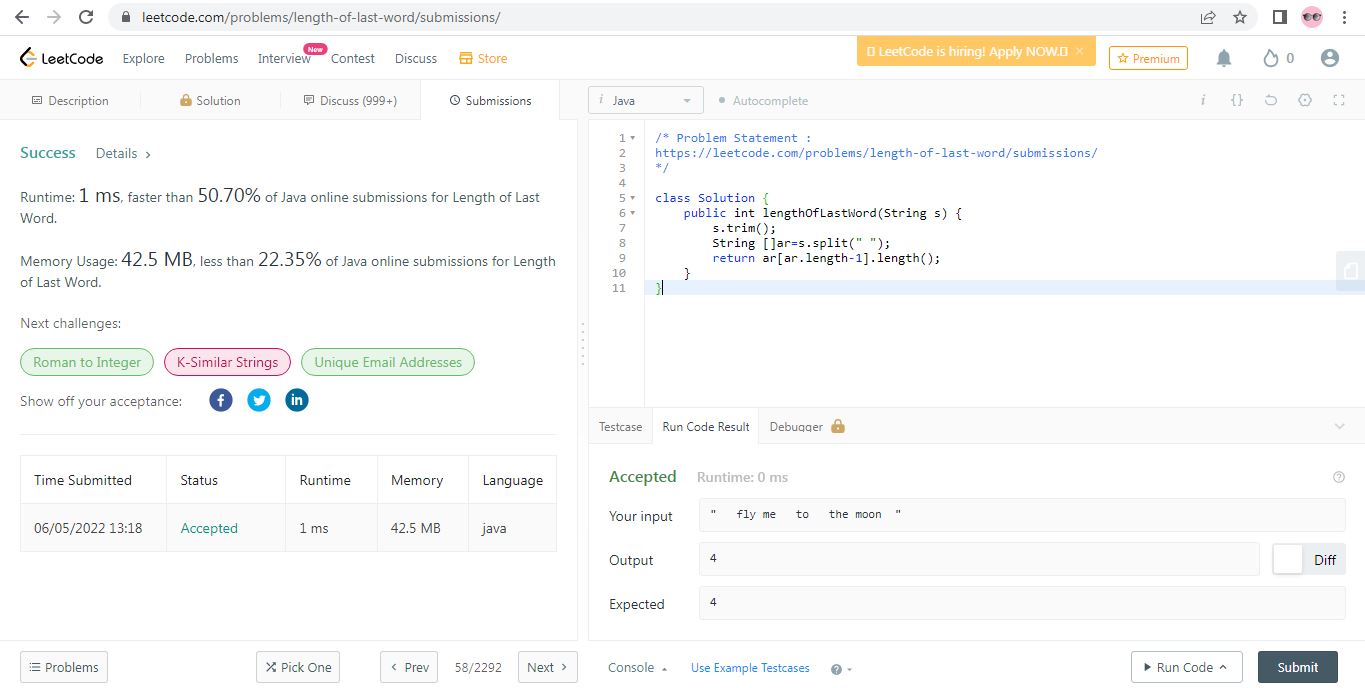 leetcode.com/problems/length-of-last-word/submissions/
LeetCode
Explore
Problems
Interview
New
Contest
Discuss
Store
LeetCode is hiring! Apply NOW.
×
Premium
0
Description
Solution
Discuss (999+)
Submissions
i Java
Autocomplete
i
{}
Success
Details >
Runtime: 1 ms, faster than 50.70% of Java online submissions for Length of Last
Word.
Memory Usage: 42.5 MB, less than 22.35% of Java online submissions for Length
of Last Word.
Next challenges:
Roman to Integer
K-Similar Strings
Unique Email Addresses
Show off your acceptance:
Time Submitted
Status
Runtime
Memory
Language
06/05/2022 13:18
Accepted
1 ms
42.5 MB
java
1 /* Problem Statement :
2 https://leetcode.com/problems/length-of-last-word/submissions/
3 */
4
5 class Solution {
6     public int lengthOfLastWord(String s) {
7         s.trim();
8         String []ar=s.split(" ");
9         return ar[ar.length-1].length();
10     }
11 }
Testcase
Run Code Result
Debugger
Accepted
Runtime: 0 ms
Your input
"   fly me   to   the moon  "
Output
4
Diff
Expected
4
Problems
Pick One
< Prev
58/2292
Next >
Console
Use Example Testcases
Run Code
Submit